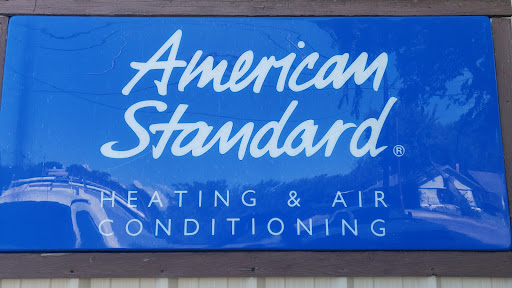 American
Standard®
HEATING & AIR
CONDITIONING